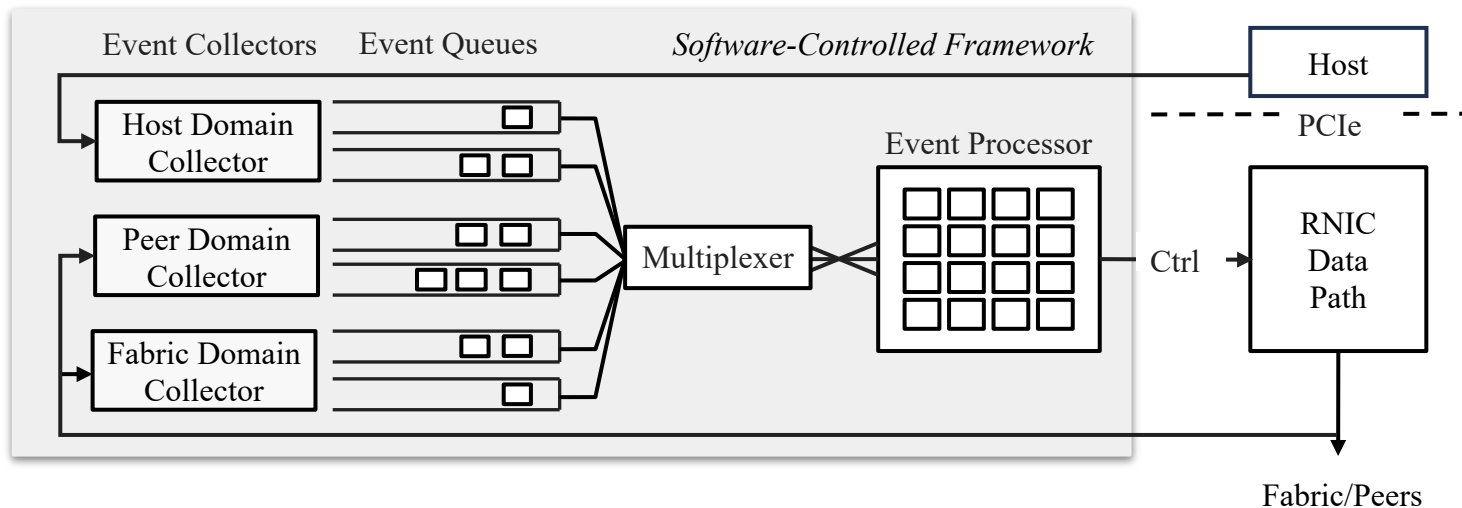 Event Collectors
Event Queues
Software-Controlled Framework
Host
PCIe
Host Domain
Collector
Event Processor
Peer Domain
Collector
Multiplexer
Ctrl
RNIC
Data
Path
Fabric Domain
Collector
Fabric/Peers